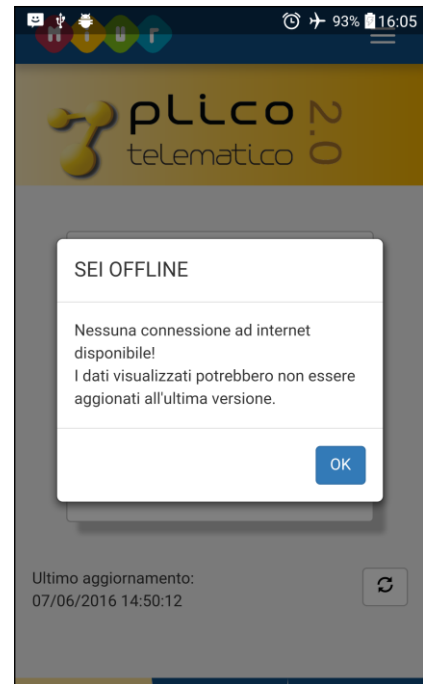 93% 16:05
miur
plico
telematico
2.0
SEI OFFLINE
Nessuna connessione ad internet
disponibile!
I dati visualizzati potrebbero non essere
aggionati all'ultima versione.
OK
Ultimo aggiornamento:
07/06/2016 14:50:12